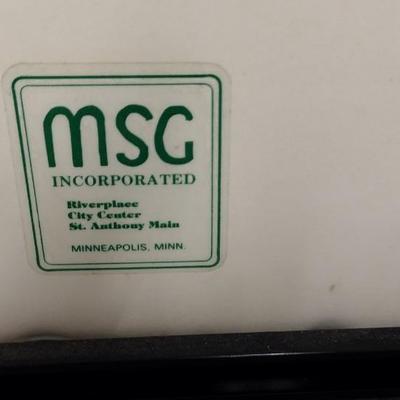 MSG
INCORPORATED
Riverplace
City Center
St. Anthony Main
MINNEAPOLIS, MINN.